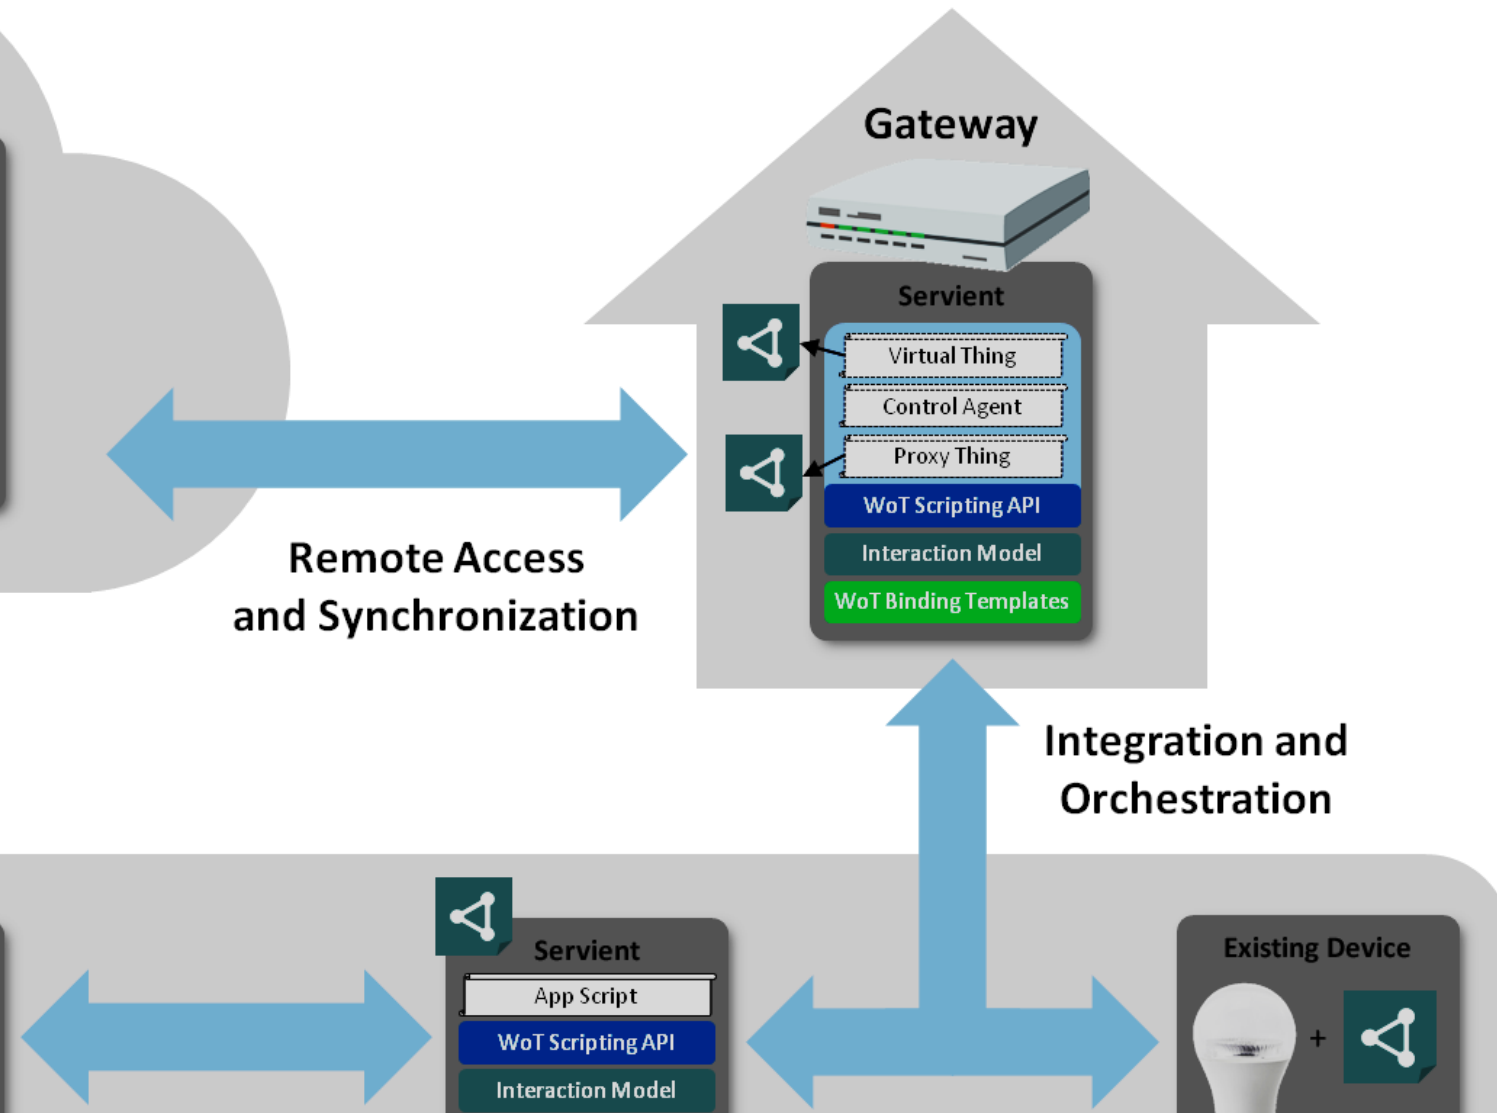 Gateway
Servient
Virtual Thing
Control Agent
Proxy Thing
WoT Scripting API
Interaction Model
WoT Binding Templates
Remote Access
and Synchronization
Integration and
Orchestration
Servient
App Script
WoT Scripting API
Interaction Model
Existing Device
+